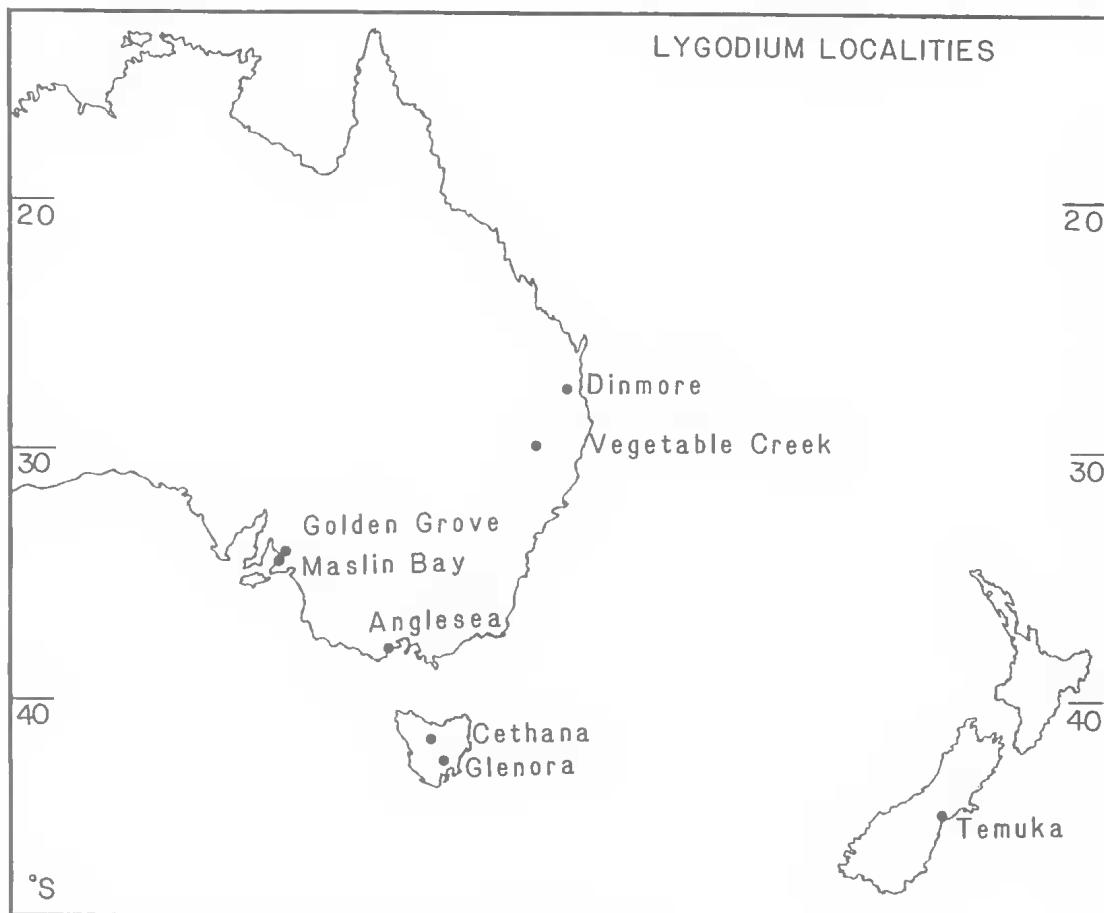 LYGODIUM LOCALITIES
20
20
Dinmore
Vegetable Creek
30
30
Golden Grove
Maslin Bay
Anglesea
40
40
Cethana
Glenora
Temuka
°S